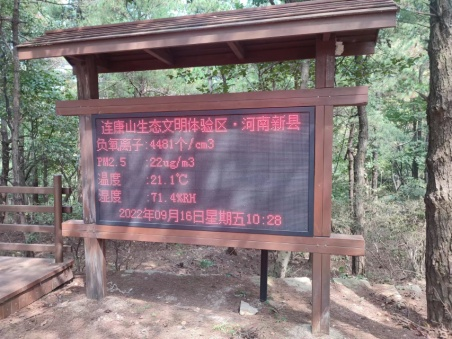 连康山生态文明体验区·河南新县
负氧离子:4481个/cm3
PM2.5 :22ug/m3
温度 :21.1℃
湿度 :71.4%RH
2022年09月16日星期五10:28